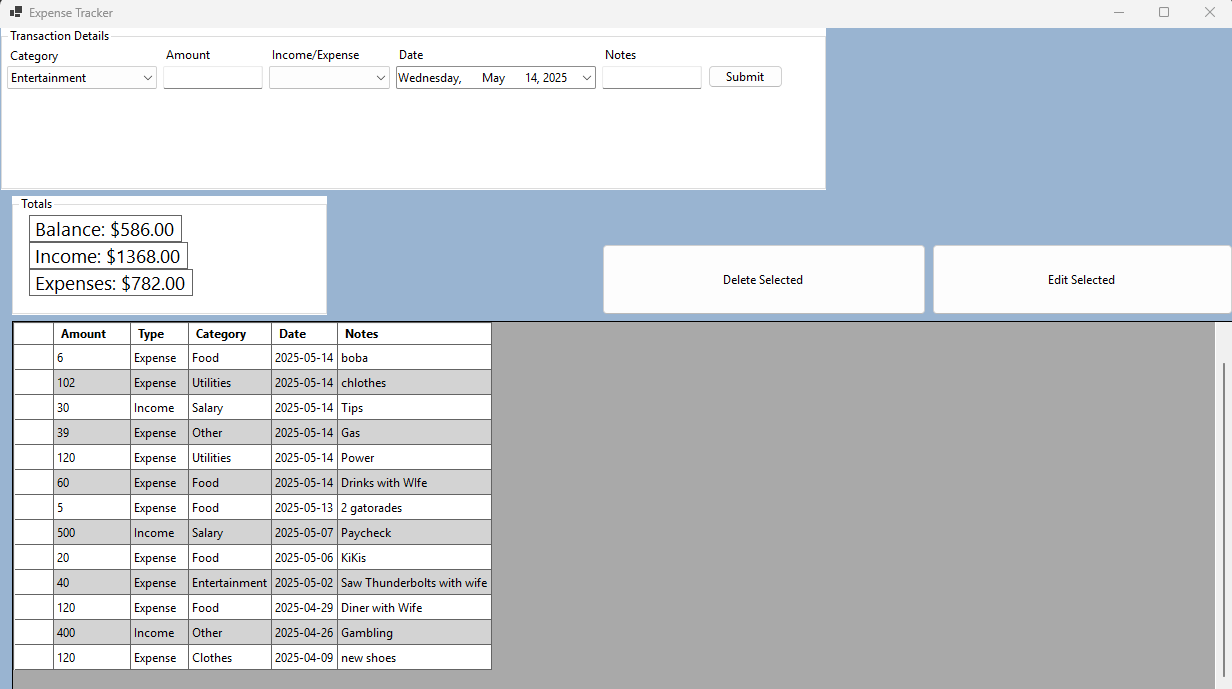 Expense Tracker
Transaction Details
Category Amount Income/Expense Date Notes
Entertainment Wednesday, May 14, 2025 Submit
Totals
Balance: $586.00
Income: $1368.00
Expenses: $782.00
Delete Selected Edit Selected
Amount Type Category Date Notes
6 Expense Food 2025-05-14 boba
102 Expense Utilities 2025-05-14 chlothes
30 Income Salary 2025-05-14 Tips
39 Expense Other 2025-05-14 Gas
120 Expense Utilities 2025-05-14 Power
60 Expense Food 2025-05-14 Drinks with WIfe
5 Expense Food 2025-05-13 2 gatorades
500 Income Salary 2025-05-07 Paycheck
20 Expense Food 2025-05-06 KiKis
40 Expense Entertainment 2025-05-02 Saw Thunderbolts with wife
120 Expense Food 2025-04-29 Diner with Wife
400 Income Other 2025-04-26 Gambling
120 Expense Clothes 2025-04-09 new shoes